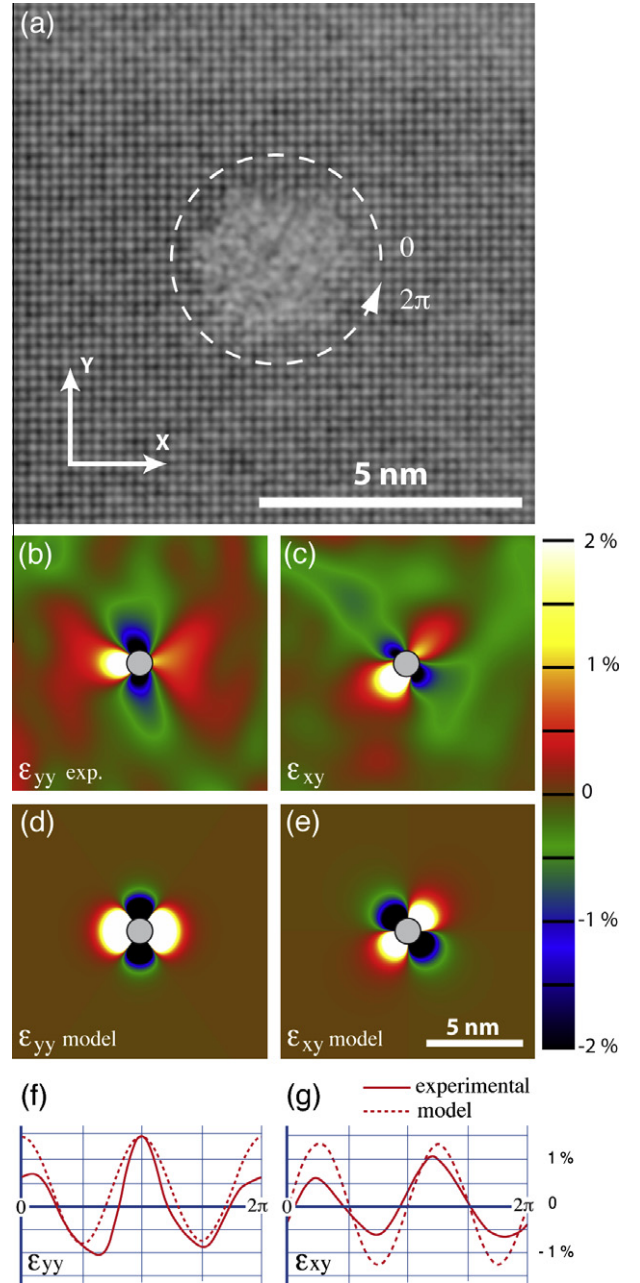 (a)
0
2π
Y
X
5 nm
(b)
(c)
2 %
1 %
0
-1 %
-2 %
εyy exp.
εxy
(d)
(e)
εyy model
εxy model
5 nm
(f)
(g)
experimental
model
1 %
0
2π
0
2π
0
-1 %
εyy
εxy